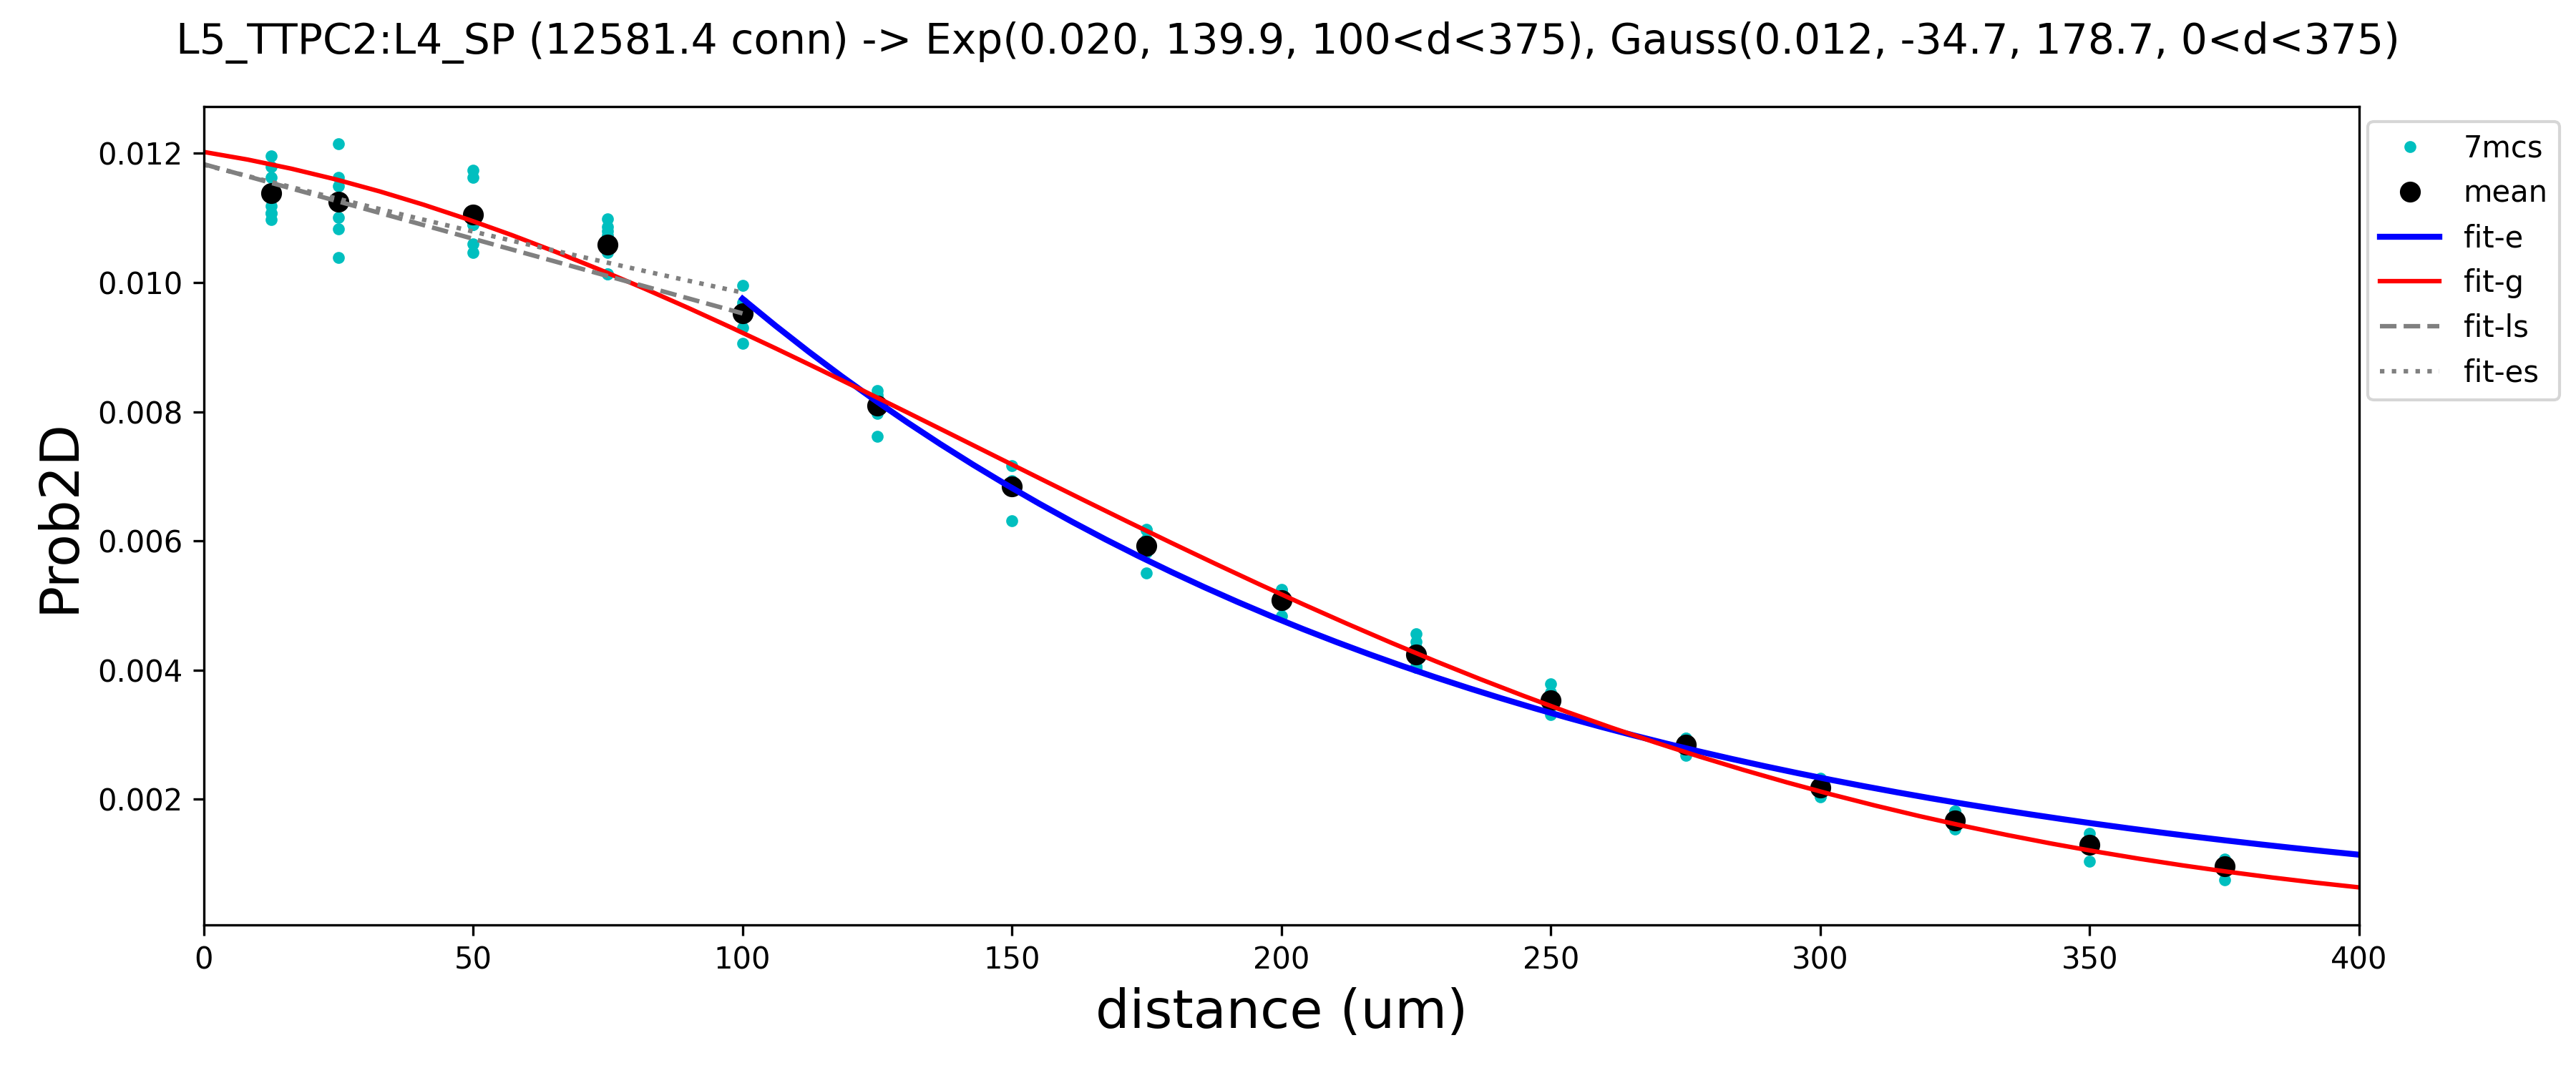 L5_TTPC2:L4_SP (12581.4 conn) -> Exp(0.020, 139.9, 100<d<375), Gauss(0.012, -34.7, 178.7, 0<d<375)
0.012
0.010
0.008
0.006
0.004
0.002
Prob2D
0 50 100 150 200 250 300 350 400
distance (um)
7mcs
mean
fit-e
fit-g
fit-ls
fit-es